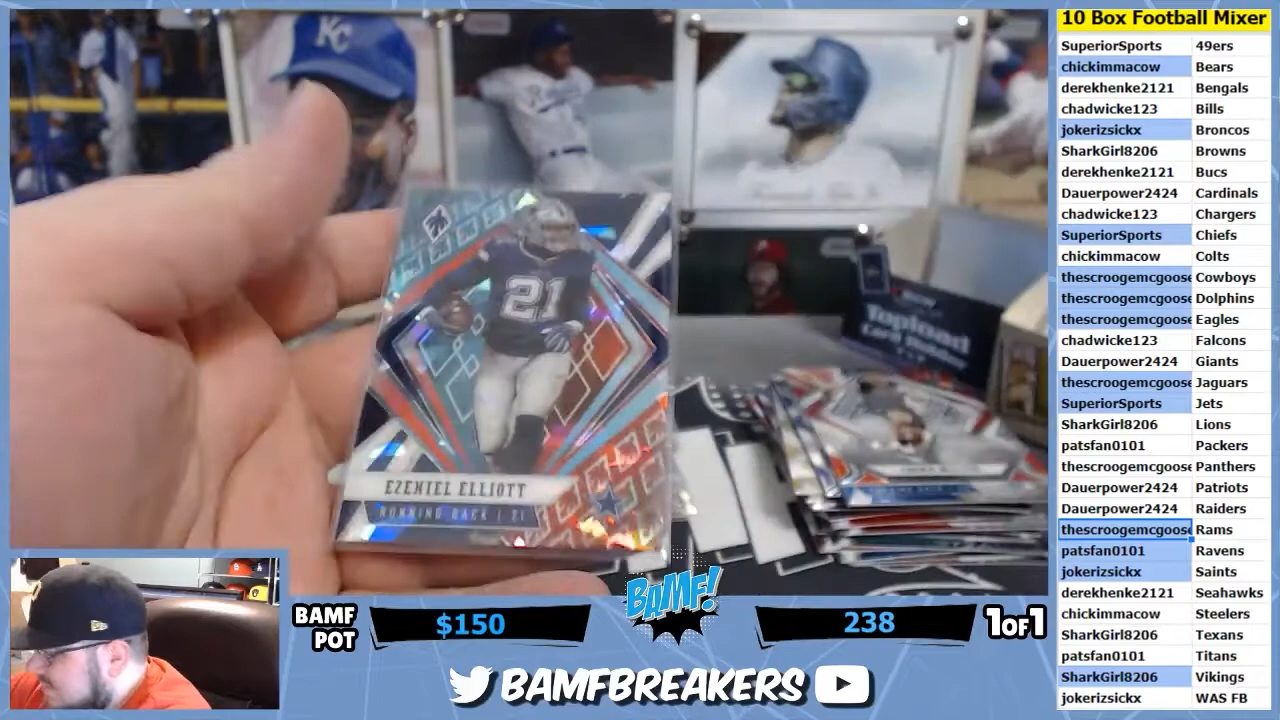 KC
21
EZEKIEL ELLIOTT
RUNNING BACK | 21
Topload
Card Holder
10 Box Football Mixer
SuperiorSports 49ers
chickimmacow Bears
derekhenke2121 Bengals
chadwicke123 Bills
jokerizsickx Broncos
SharkGirl8206 Browns
derekhenke2121 Bucs
Dauerpower2424 Cardinals
chadwicke123 Chargers
SuperiorSports Chiefs
chickimmacow Colts
thescroogemcgoose Cowboys
thescroogemcgoose Dolphins
thescroogemcgoose Eagles
chadwicke123 Falcons
Dauerpower2424 Giants
thescroogemcgoose Jaguars
SuperiorSports Jets
SharkGirl8206 Lions
patsfan0101 Packers
thescroogemcgoose Panthers
Dauerpower2424 Patriots
Dauerpower2424 Raiders
thescroogemcgoose Rams
patsfan0101 Ravens
jokerizsickx Saints
derekhenke2121 Seahawks
chickimmacow Steelers
SharkGirl8206 Texans
patsfan0101 Titans
SharkGirl8206 Vikings
jokerizsickx WAS FB
BAMF POT
$150
BAMF!
238
1OF1
BAMFBREAKERS